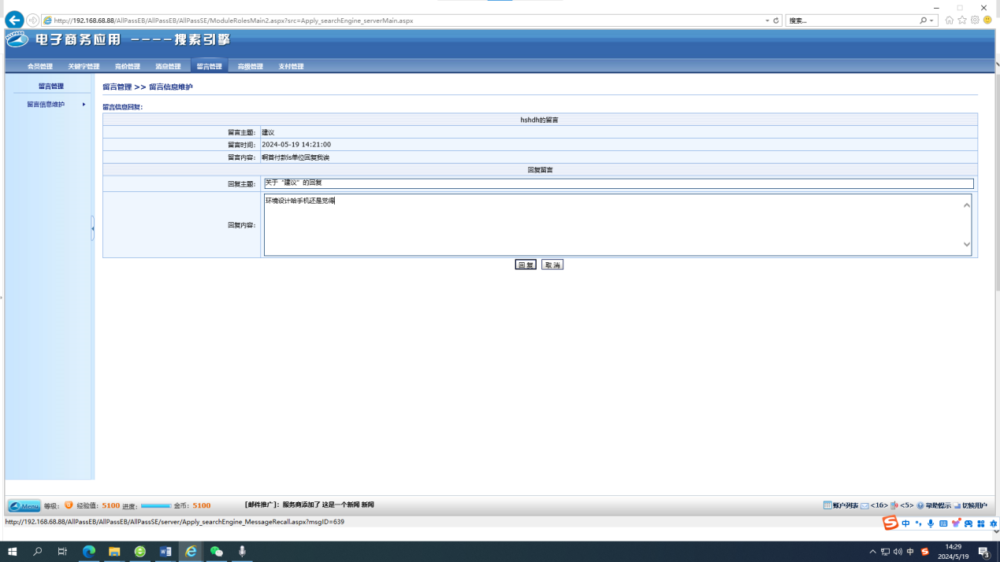 http://192.168.68.88/AllPassEB/AllPassEB/AllPassSE/ModuleRolesMain2.aspx?src=Apply_searchEngine_serverMain.aspx
搜索...
电子商务应用 ----搜索引擎
会员管理 关键字管理 竞价管理 消息管理 留言管理 高级管理 支付管理
留言管理
留言信息维护
留言管理 >> 留言信息维护
留言信息回复:
hshdh的留言
留言主题: 建议
留言时间: 2024-05-19 14:21:00
留言内容: 啊首付款is单位回复我诶
回复留言
回复主题: 关于“建议”的回复
回复内容: 环境设计哈手机还是觉得
回复 取消
Menu 等级: 经验值: 5100 进度: 金币: 5100 [邮件推广]: 服务商添加了 这是一个新闻 新闻 账户列表 <16> <5> 帮助提示 切换用户
http://192.168.68.88/AllPassEB/AllPassEB/AllPassSE/server/Apply_searchEngine_MessageRecall.aspx?msgID=639
中
中 14:29
2024/5/19
3